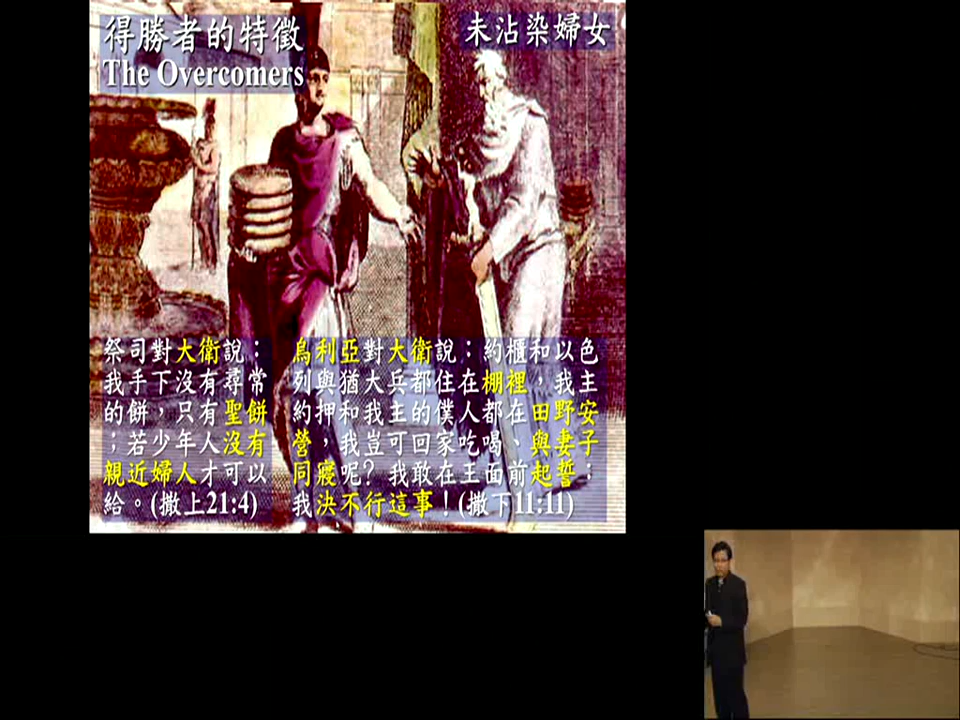 得勝者的特徵
The Overcomers
未沾染婦女
祭司對大衛說：
我手下沒有尋常
的餅，只有聖餅
；若少年人沒有
親近婦人才可以
給。(撒上21:4)
烏利亞對大衛說：約櫃和以色
列與猶大兵都住在棚裡，我主
約押和我主的僕人都在田野安
營，我豈可回家吃喝、與妻子
同寢呢? 我敢在王面前起誓：
我決不行這事！(撒下11:11)